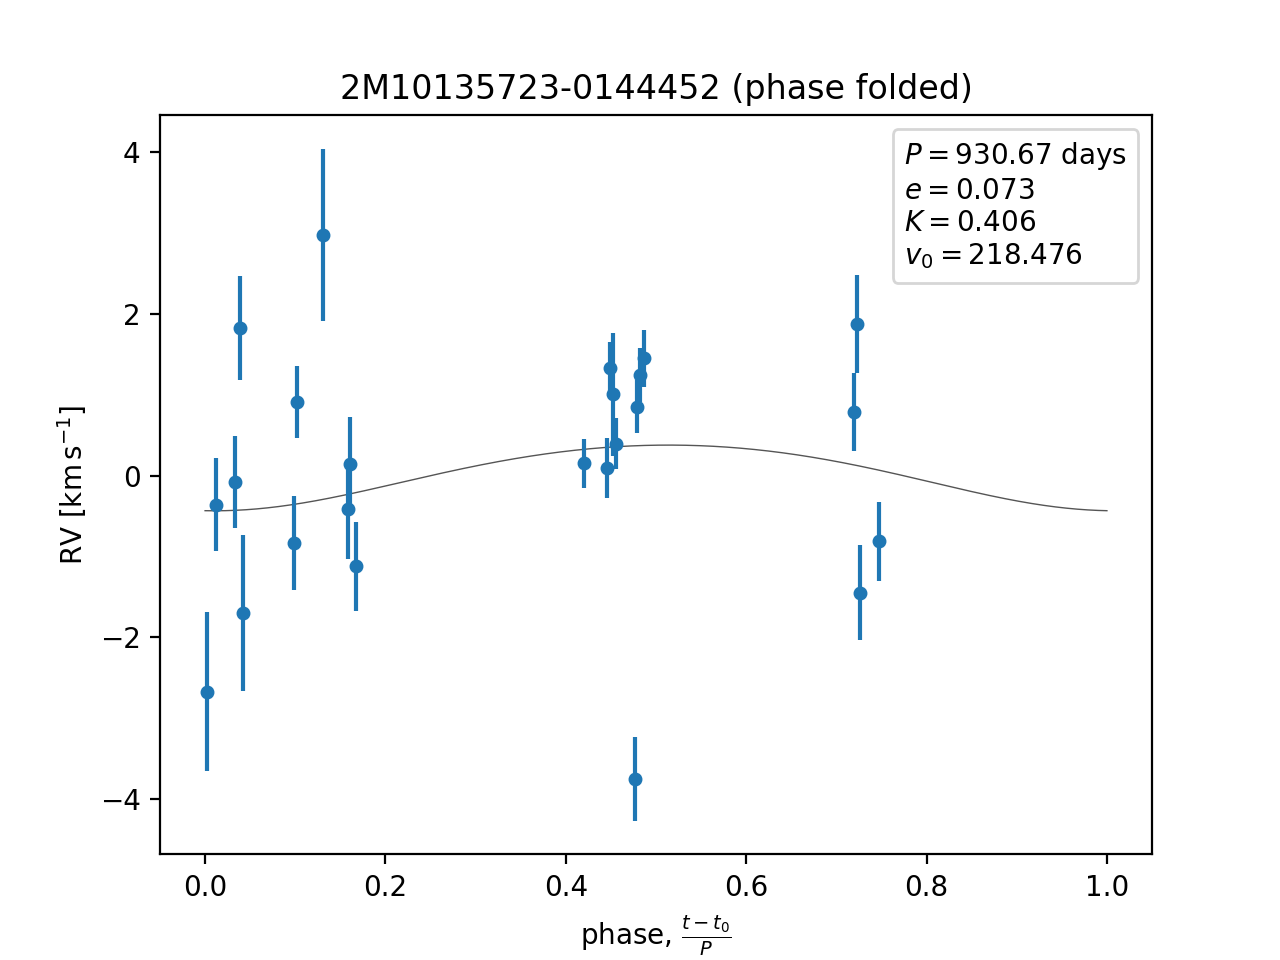 2M10135723-0144452 (phase folded)
P = 930.67 days
e = 0.073
K = 0.406
v₀ = 218.476
RV [km s⁻¹]
4
2
0
−2
−4
0.0 0.2 0.4 0.6 0.8 1.0
phase, (t − t₀)/P